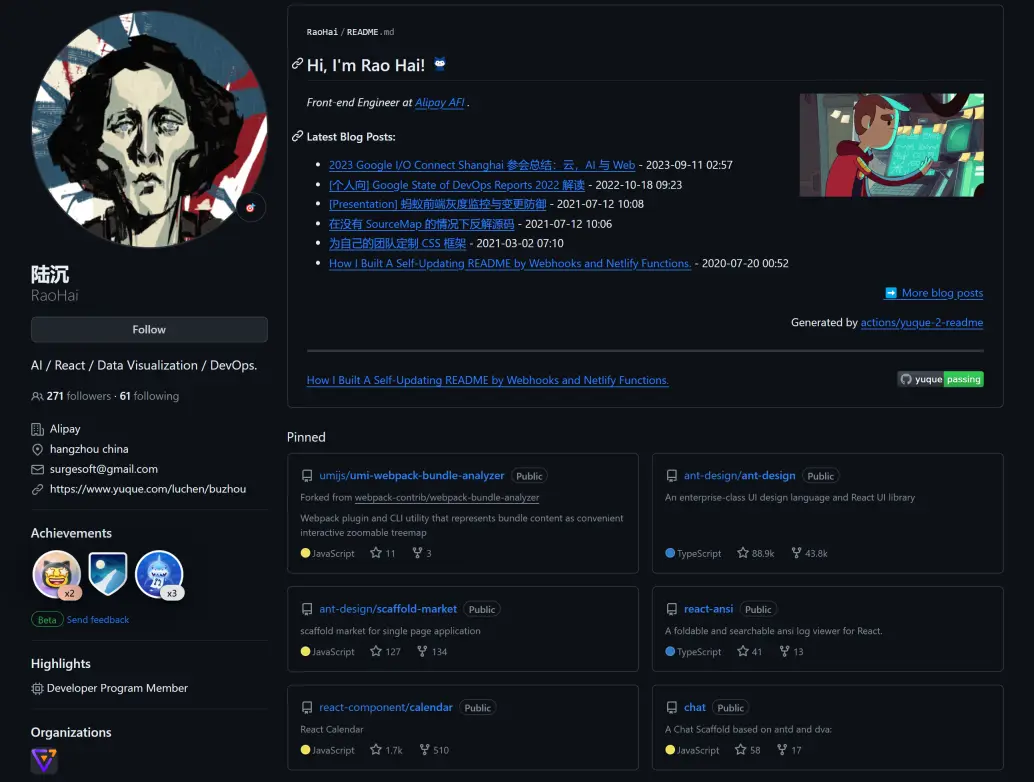 陆沉
RaoHai
Follow
AI / React / Data Visualization / DevOps.
271 followers · 61 following
Alipay
hangzhou china
surgesoft@gmail.com
https://www.yuque.com/luchen/buzhou
Achievements
x2
x3
Beta Send feedback
Highlights
Developer Program Member
Organizations
RaoHai / README.md
Hi, I'm Rao Hai!
Front-end Engineer at Alipay AFI .
Latest Blog Posts:
2023 Google I/O Connect Shanghai 参会总结：云，AI 与 Web - 2023-09-11 02:57
[个人向] Google State of DevOps Reports 2022 解读 - 2022-10-18 09:23
[Presentation] 蚂蚁前端灰度监控与变更防御 - 2021-07-12 10:08
在没有 SourceMap 的情况下反解源码 - 2021-07-12 10:06
为自己的团队定制 CSS 框架 - 2021-03-02 07:10
How I Built A Self-Updating README by Webhooks and Netlify Functions. - 2020-07-20 00:52
More blog posts
Generated by actions/yuque-2-readme
How I Built A Self-Updating README by Webhooks and Netlify Functions.
yuque passing
Pinned
umijs/umi-webpack-bundle-analyzer Public
Forked from webpack-contrib/webpack-bundle-analyzer
Webpack plugin and CLI utility that represents bundle content as convenient
interactive zoomable treemap
JavaScript 11 3
ant-design/ant-design Public
An enterprise-class UI design language and React UI library
TypeScript 88.9k 43.8k
ant-design/scaffold-market Public
scaffold market for single page application
JavaScript 127 134
react-ansi Public
A foldable and searchable ansi log viewer for React.
TypeScript 41 13
react-component/calendar Public
React Calendar
JavaScript 1.7k 510
chat Public
A Chat Scaffold based on antd and dva:
JavaScript 58 17